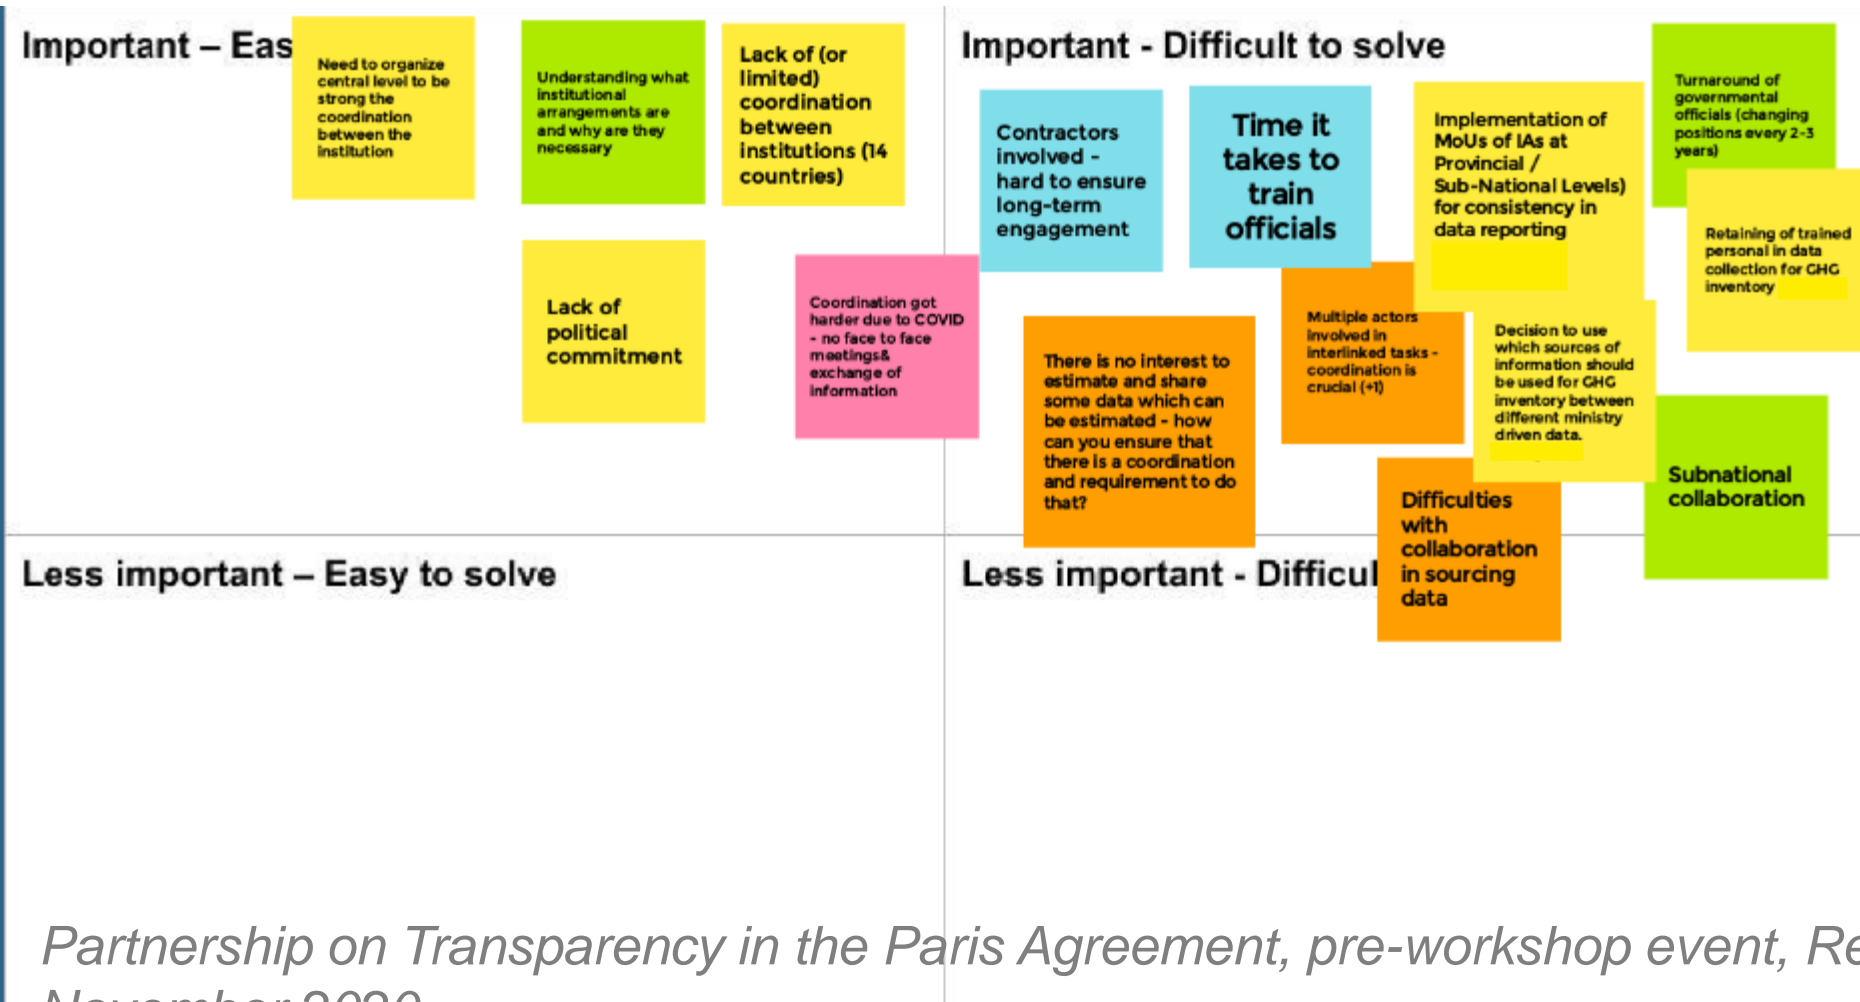 Important – Eas
Need to organize
central level to be
strong the
coordination
between the
institution
Understanding what
institutional
arrangements are
and why are they
necessary
Lack of (or
limited)
coordination
between
institutions (14
countries)
Lack of
political
commitment
Coordination got
harder due to COVID
- no face to face
meetings&
exchange of
information
Important - Difficult to solve
Contractors
involved -
hard to ensure
long-term
engagement
Time it
takes to
train
officials
Implementation of
MoUs of IAs at
Provincial /
Sub-National Levels)
for consistency in
data reporting
Turnaround of
governmental
officials (changing
positions every 2-3
years)
Retaining of trained
personal in data
collection for GHG
inventory
There is no interest to
estimate and share
some data which can
be estimated - how
can you ensure that
there is a coordination
and requirement to do
that?
Multiple actors
involved in
interlinked tasks -
coordination is
crucial (+1)
Decision to use
which sources of
information should
be used for GHG
inventory between
different ministry
driven data.
Difficulties
with
collaboration
in sourcing
data
Subnational
collaboration
Less important – Easy to solve
Less important - Difficul
Partnership on Transparency in the Paris Agreement, pre-workshop event, Re
November 2020